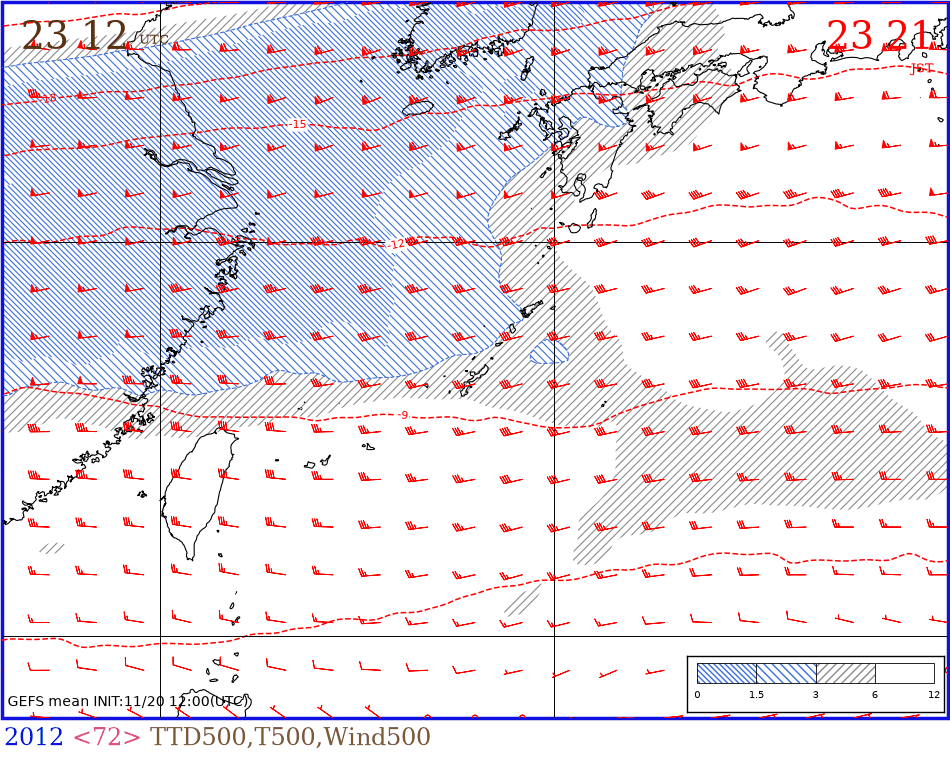 23 12 UTC
23 21 JST
-18
-15
-12
-9
GEFS mean INIT:11/20 12:00(UTC)
0 1.5 3 6 12
2012 <72> TTD500,T500,Wind500